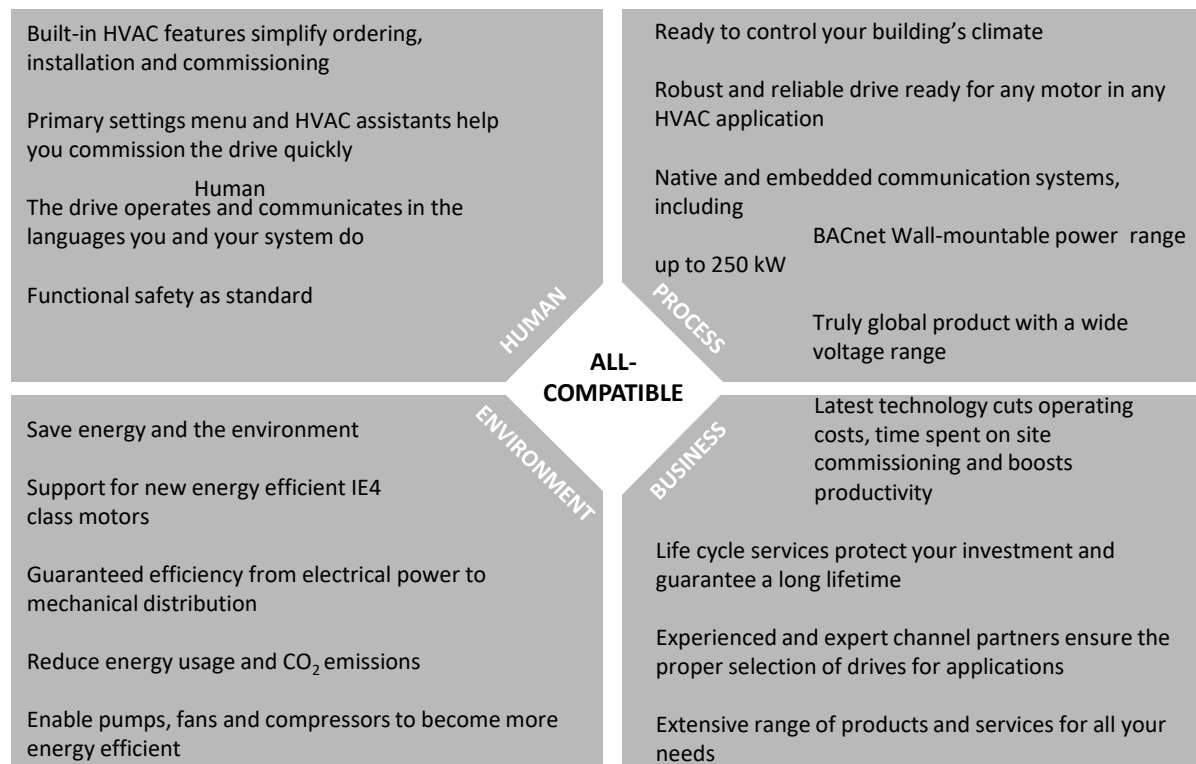 Built-in HVAC features simplify ordering,
installation and commissioning
Primary settings menu and HVAC assistants help
you commission the drive quickly
Human
The drive operates and communicates in the
languages you and your system do
Functional safety as standard
HUMAN
Ready to control your building’s climate
Robust and reliable drive ready for any motor in any
HVAC application
Native and embedded communication systems,
including
BACnet Wall-mountable power range
up to 250 kW
Truly global product with a wide
voltage range
PROCESS
ALL-
COMPATIBLE
Save energy and the environment
Support for new energy efficient IE4
class motors
Guaranteed efficiency from electrical power to
mechanical distribution
Reduce energy usage and CO₂ emissions
Enable pumps, fans and compressors to become more
energy efficient
ENVIRONMENT
Latest technology cuts operating
costs, time spent on site
commissioning and boosts
productivity
BUSINESS
Life cycle services protect your investment and
guarantee a long lifetime
Experienced and expert channel partners ensure the
proper selection of drives for applications
Extensive range of products and services for all your
needs